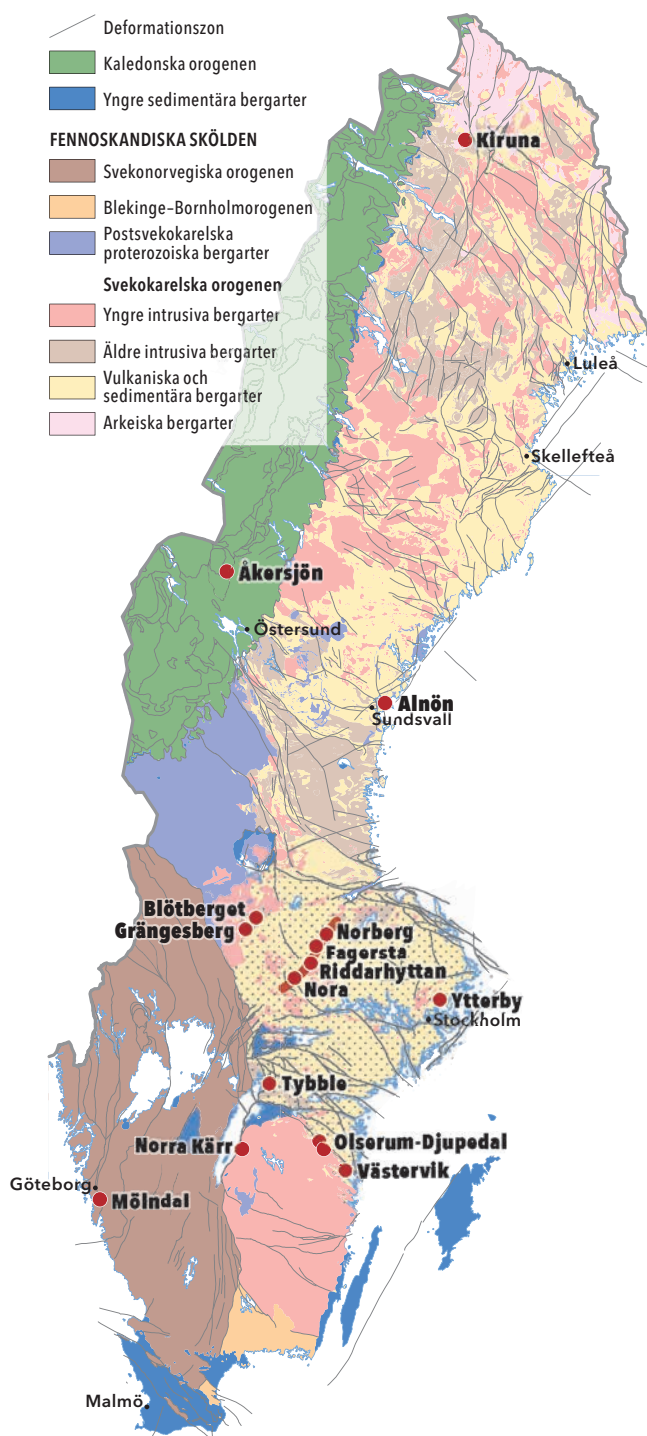 Deformationszon
Kaledonska orogenen
Yngre sedimentära bergarter
FENNOSKANDISKA SKÖLDEN
Svekonorvegiska orogenen
Blekinge–Bornholmorogenen
Postsvekokarelska
proterozoiska bergarter
Svekokarelska orogenen
Yngre intrusiva bergarter
Äldre intrusiva bergarter
Vulkaniska och
sedimentära bergarter
Arkeiska bergarter
Kiruna
Luleå
Skellefteå
Åkersjön
Östersund
Alnön
Sundsvall
Blötberget
Grängesberg
Norberg
Fagersta
Riddarhyttan
Nora
Ytterby
Stockholm
Tybble
Norra Kärr
Olserum-Djupedal
Västervik
Göteborg
Mölndal
Malmö